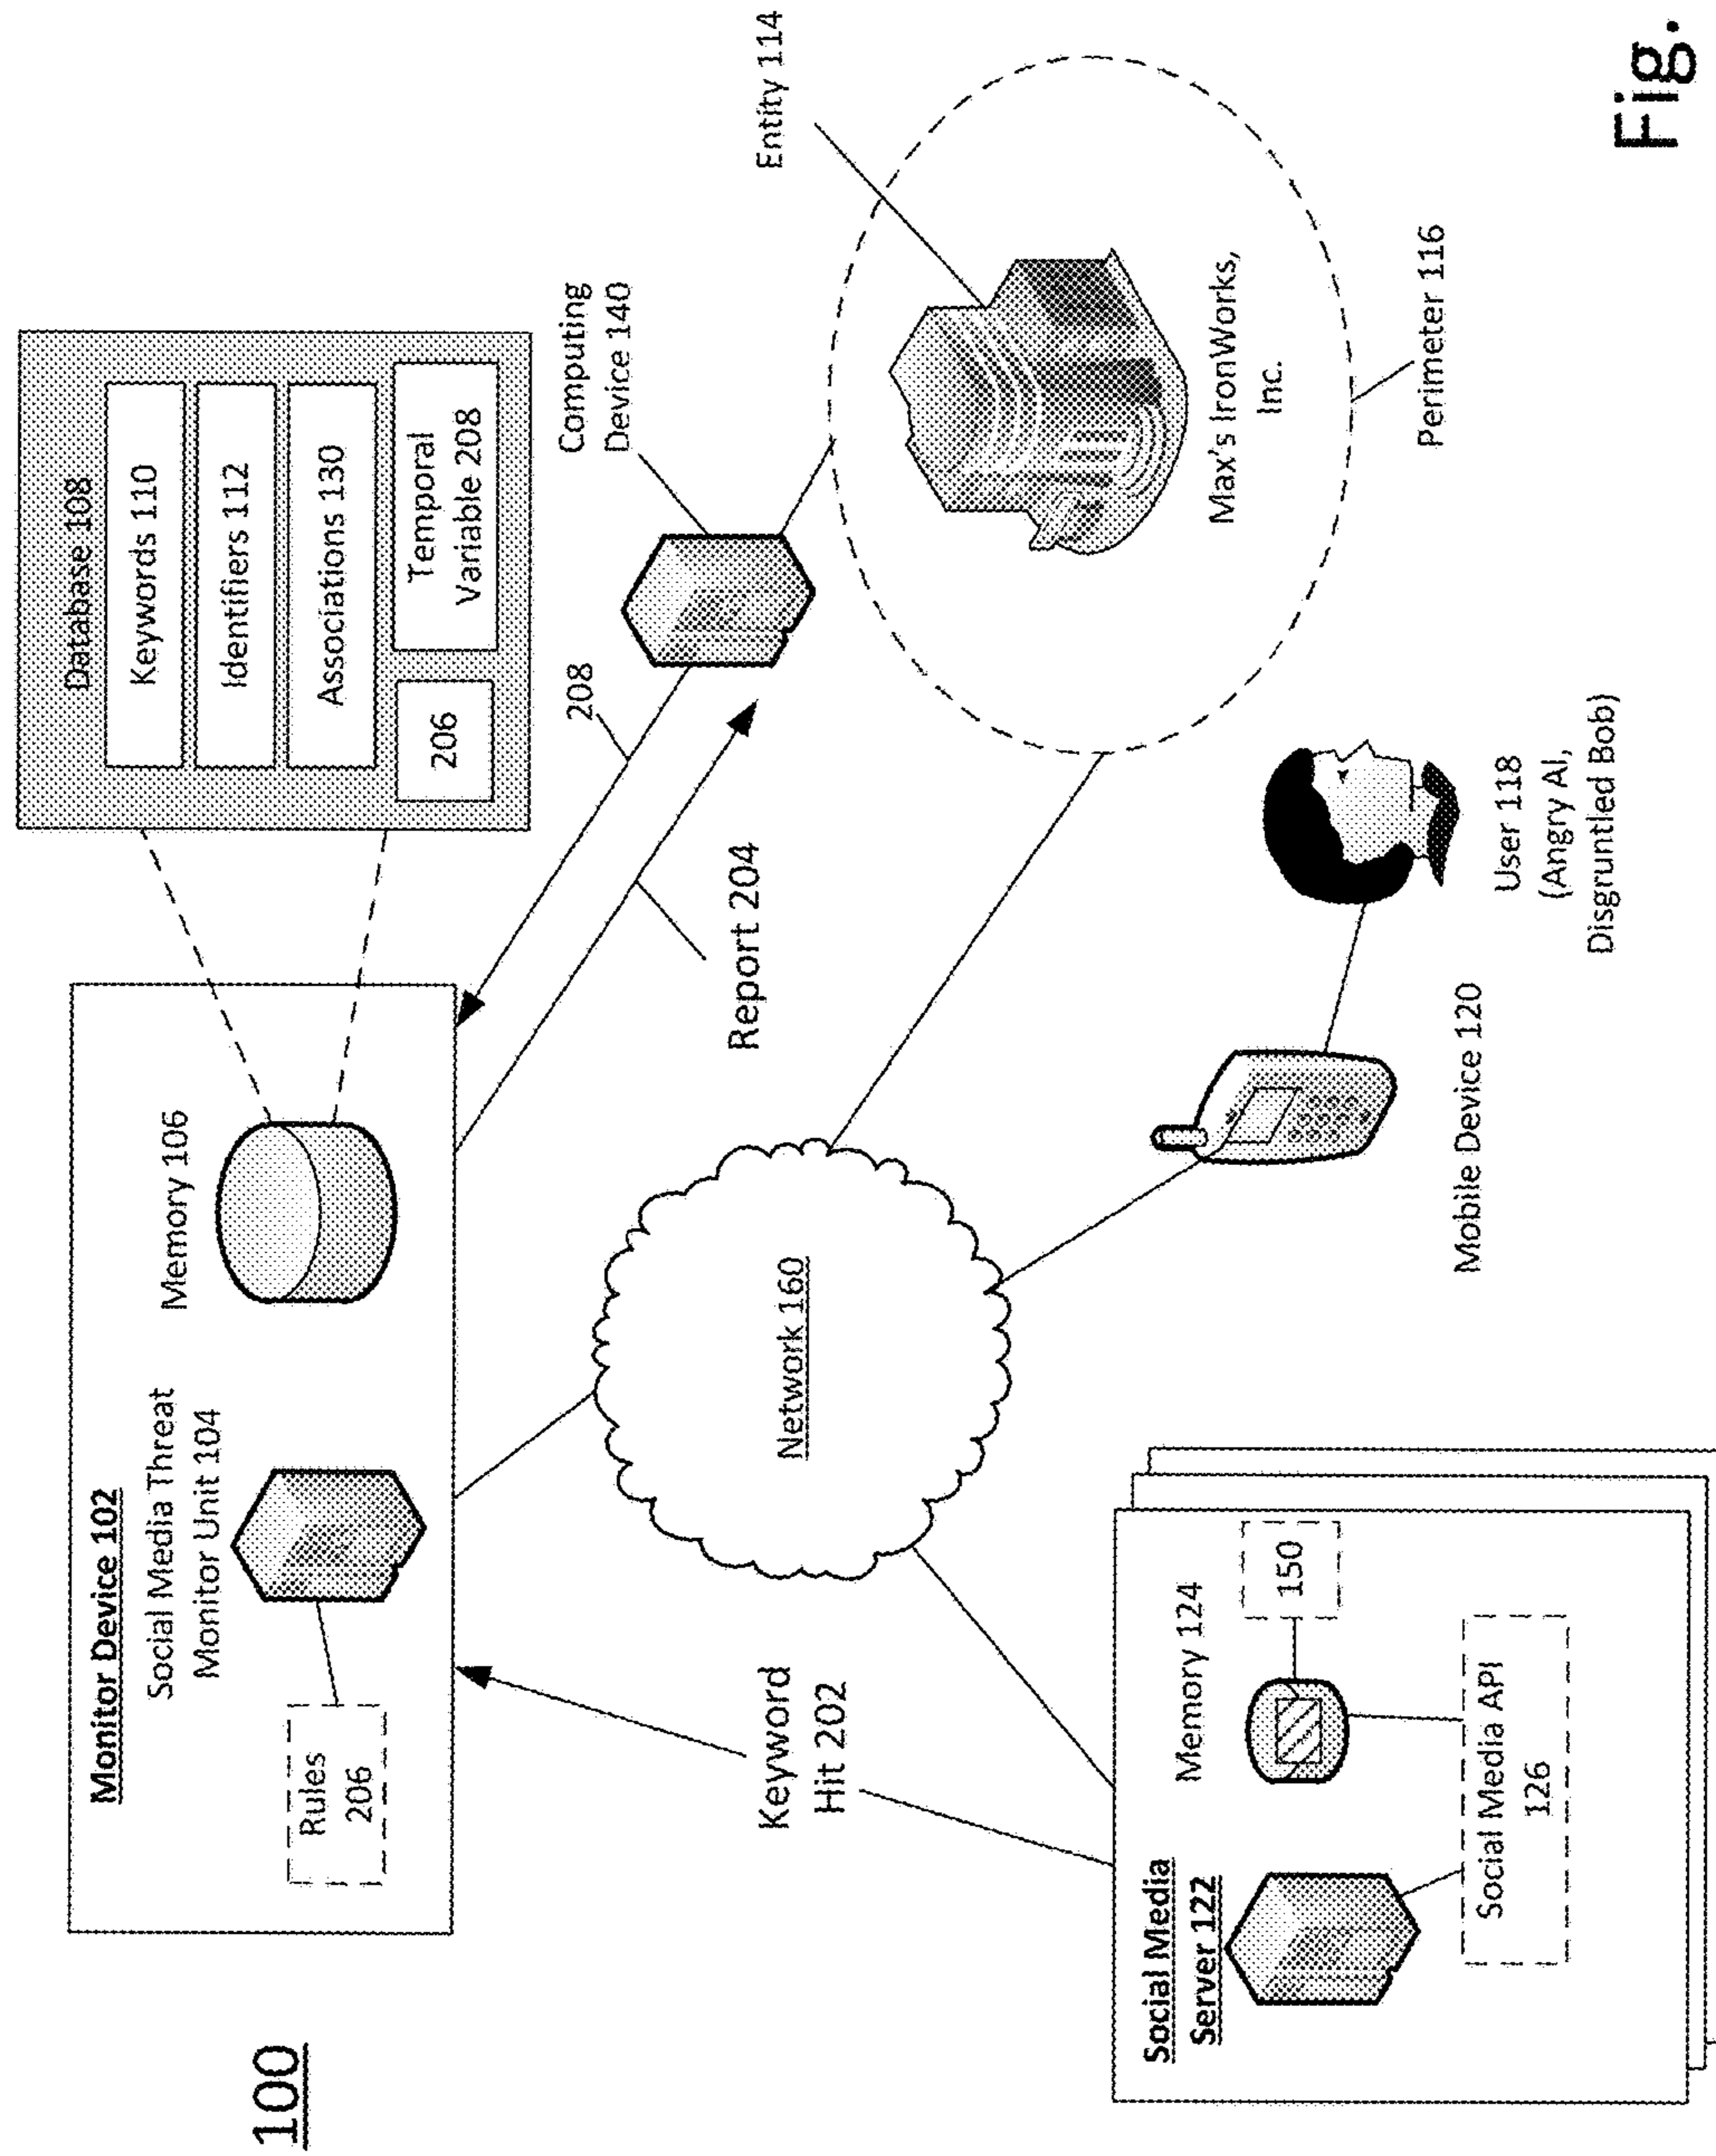 100
Monitor Device 102
Social Media Threat
Monitor Unit 104
Rules
206
Memory 106
Database 108
Keywords 110
Identifiers 112
Associations 130
206
Temporal
Variable 208
Computing
Device 140
208
Report 204
Entity 114
Max's IronWorks,
Inc.
Perimeter 116
Network 160
Keyword
Hit 202
Social Media
Server 122
Memory 124
150
Social Media API
126
Mobile Device 120
User 118
(Angry Al,
Disgruntled Bob)
Fig.